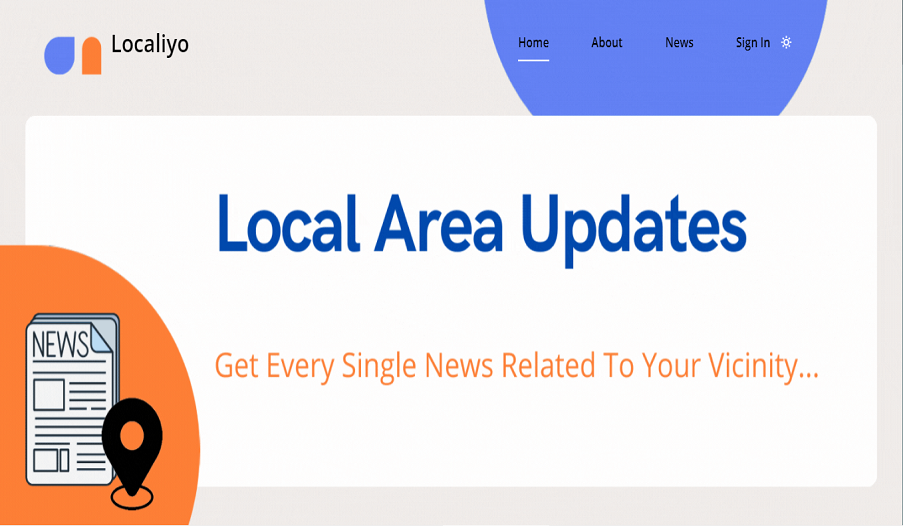 Localiyo
Home About News Sign In
Local Area Updates
Get Every Single News Related To Your Vicinity...
NEWS